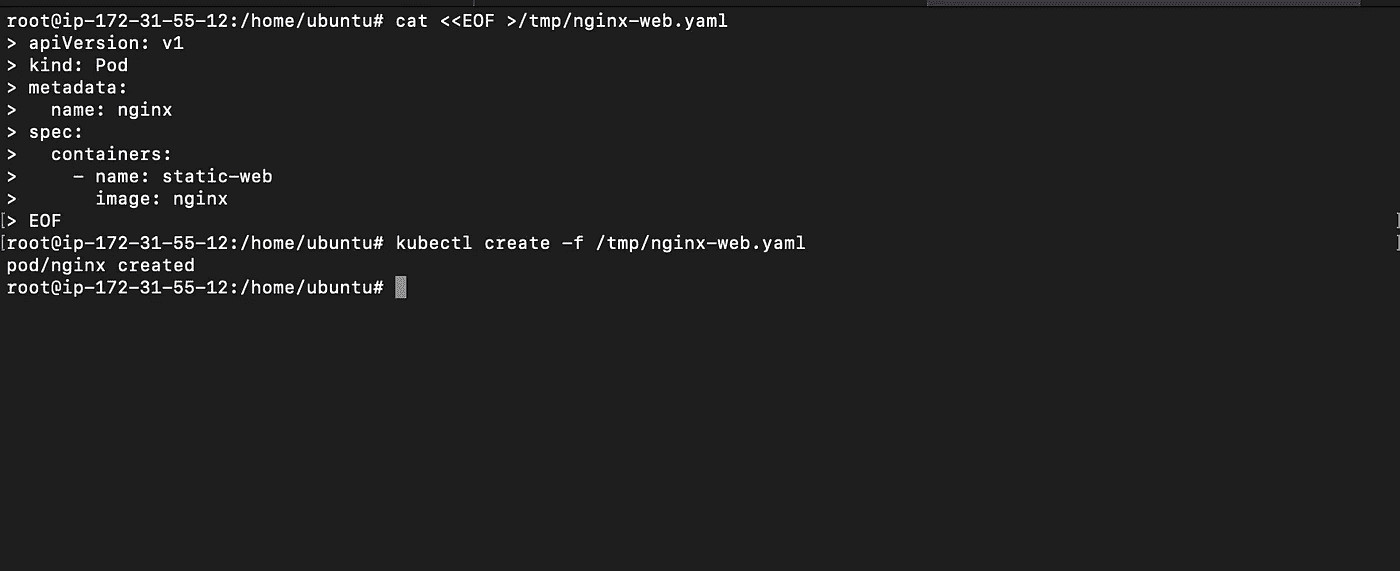 root@ip-172-31-55-12:/home/ubuntu# cat <<EOF >/tmp/nginx-web.yaml
> apiVersion: v1
> kind: Pod
> metadata:
>   name: nginx
> spec:
>   containers:
>     - name: static-web
>       image: nginx
[> EOF ]
[root@ip-172-31-55-12:/home/ubuntu# kubectl create -f /tmp/nginx-web.yaml ]
pod/nginx created
root@ip-172-31-55-12:/home/ubuntu#